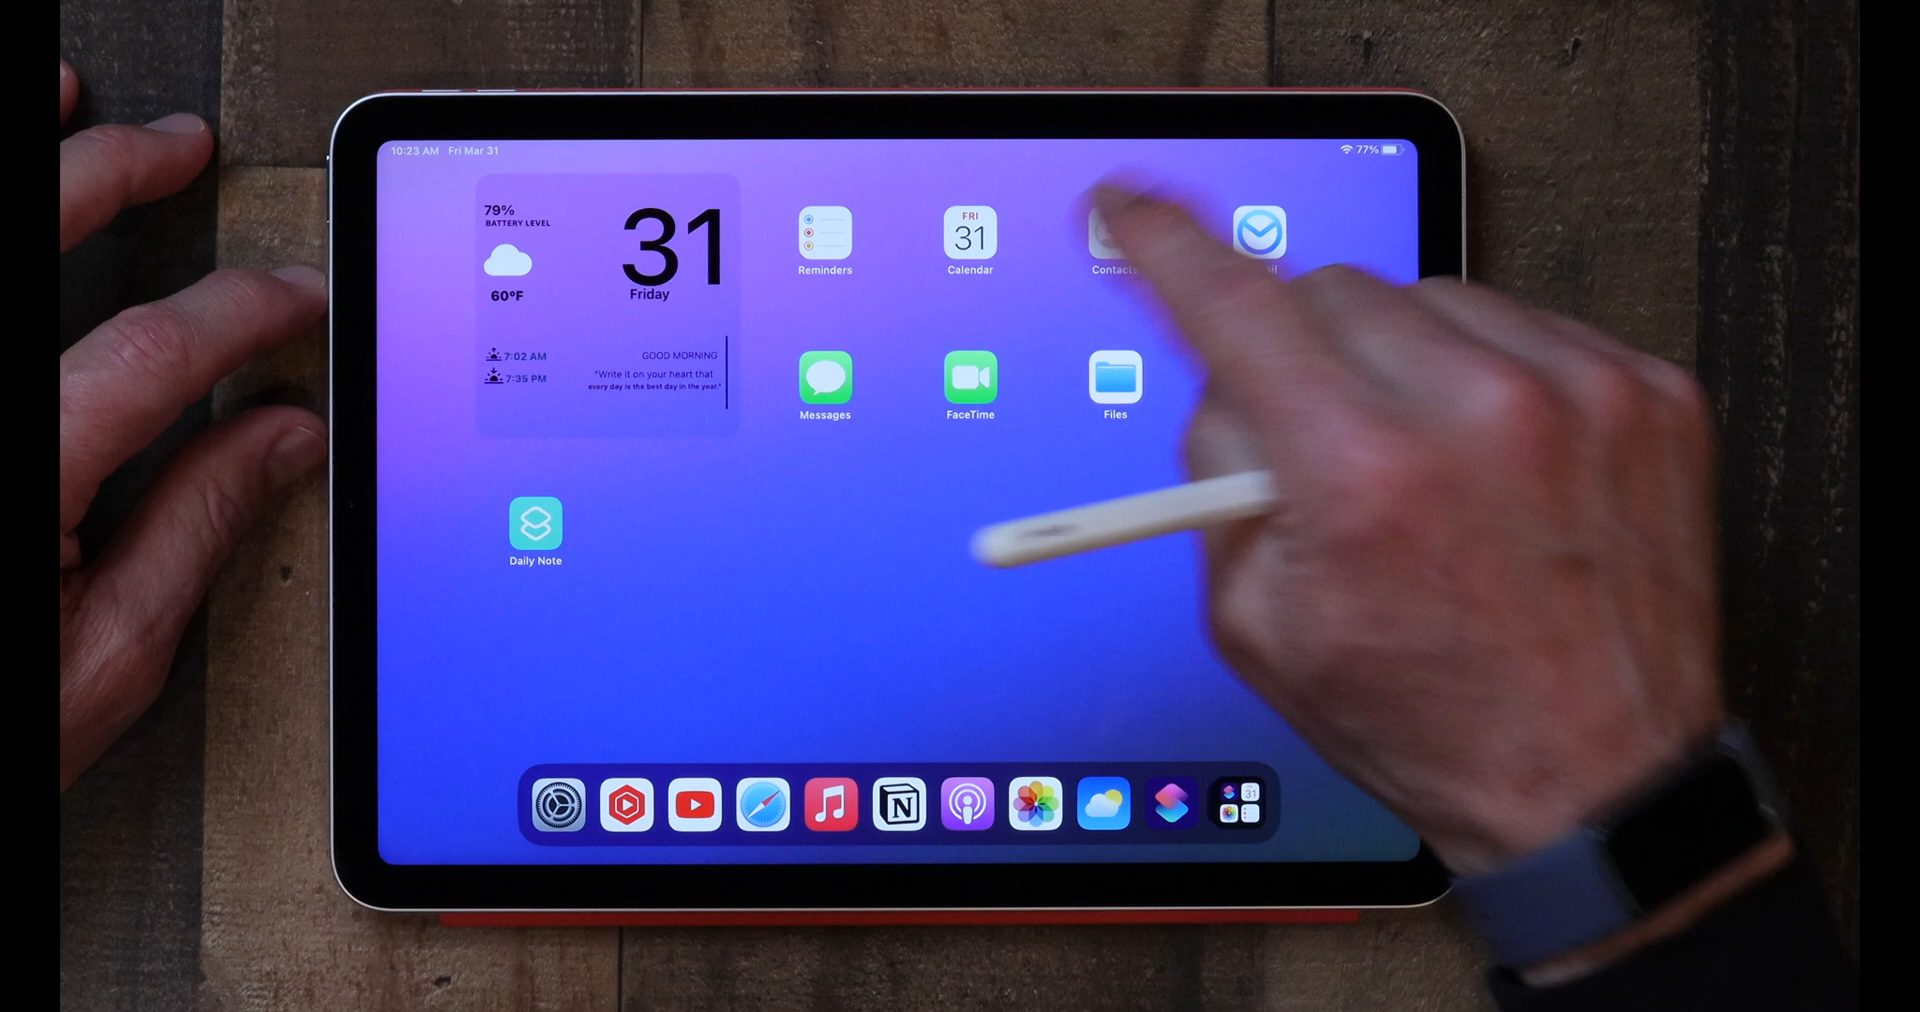 10:23 AM Fri Mar 31
77%
79%
BATTERY LEVEL
60°F
31
Friday
7:02 AM
7:35 PM
GOOD MORNING
"Write it on your heart that
every day is the best day in the year."
Reminders
FRI
31
Calendar
Contacts
Messages
FaceTime
Files
Daily Note
N
31